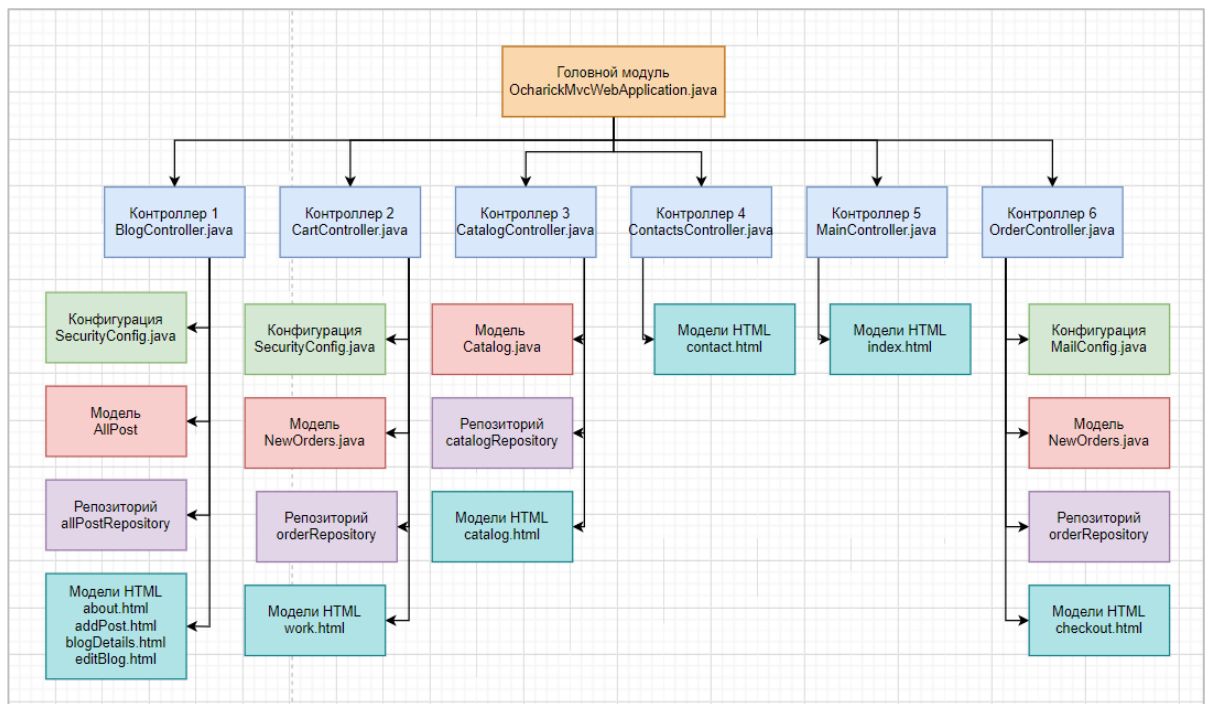 Головной модуль
OcharickMvcWebApplication.java
Контроллер 1
BlogController.java
Контроллер 2
CartController.java
Контроллер 3
CatalogController.java
Контроллер 4
ContactsController.java
Контроллер 5
MainController.java
Контроллер 6
OrderController.java
Конфигурация
SecurityConfig.java
Модель
AllPost
Репозиторий
allPostRepository
Модели HTML
about.html
addPost.html
blogDetails.html
editBlog.html
Конфигурация
SecurityConfig.java
Модель
NewOrders.java
Репозиторий
orderRepository
Модели HTML
work.html
Модель
Catalog.java
Репозиторий
catalogRepository
Модели HTML
catalog.html
Модели HTML
contact.html
Модели HTML
index.html
Конфигурация
MailConfig.java
Модель
NewOrders.java
Репозиторий
orderRepository
Модели HTML
checkout.html